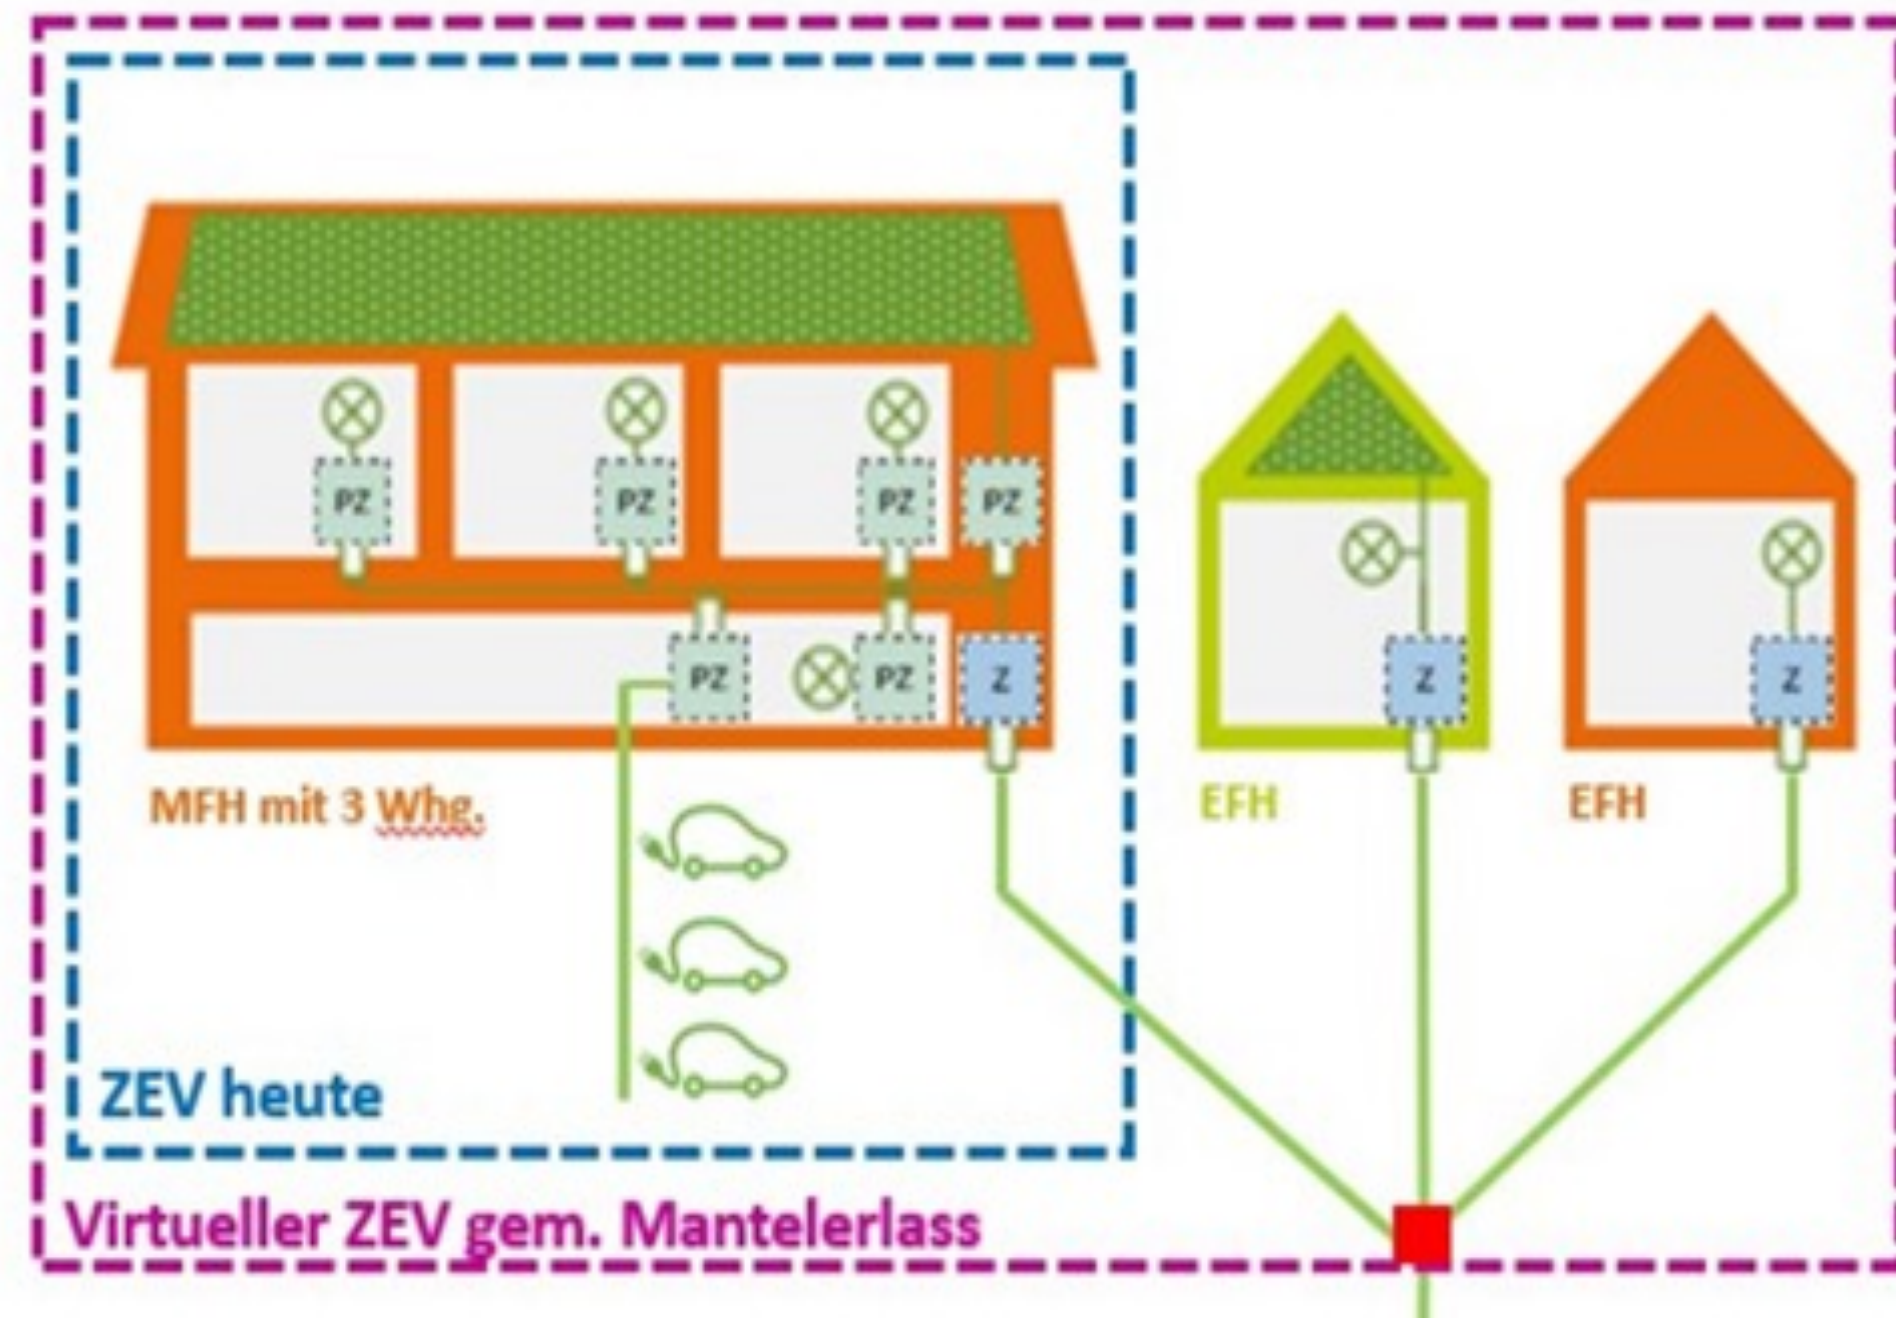 PZ PZ PZ PZ
PZ PZ Z Z Z
MFH mit 3 Whg. EFH EFH
ZEV heute
Virtueller ZEV gem. Mantelerlass